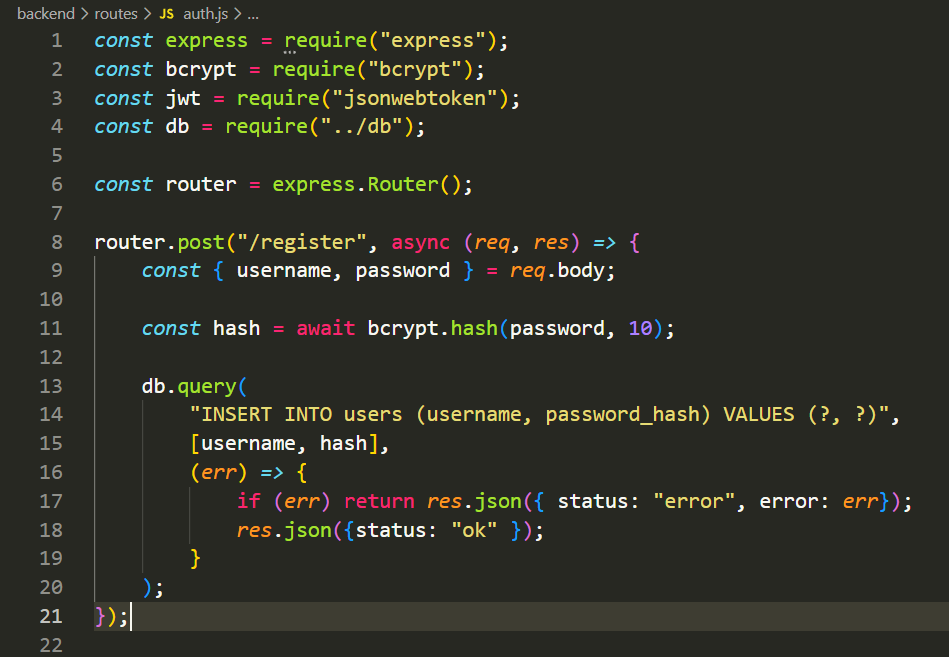 backend > routes > JS auth.js > ...
1 const express = require("express");
2 const bcrypt = require("bcrypt");
3 const jwt = require("jsonwebtoken");
4 const db = require("../db");
5
6 const router = express.Router();
7
8 router.post("/register", async (req, res) => {
9     const { username, password } = req.body;
10
11     const hash = await bcrypt.hash(password, 10);
12
13     db.query(
14         "INSERT INTO users (username, password_hash) VALUES (?, ?)",
15         [username, hash],
16         (err) => {
17             if (err) return res.json({ status: "error", error: err});
18             res.json({status: "ok" });
19         }
20     );
21 });
22